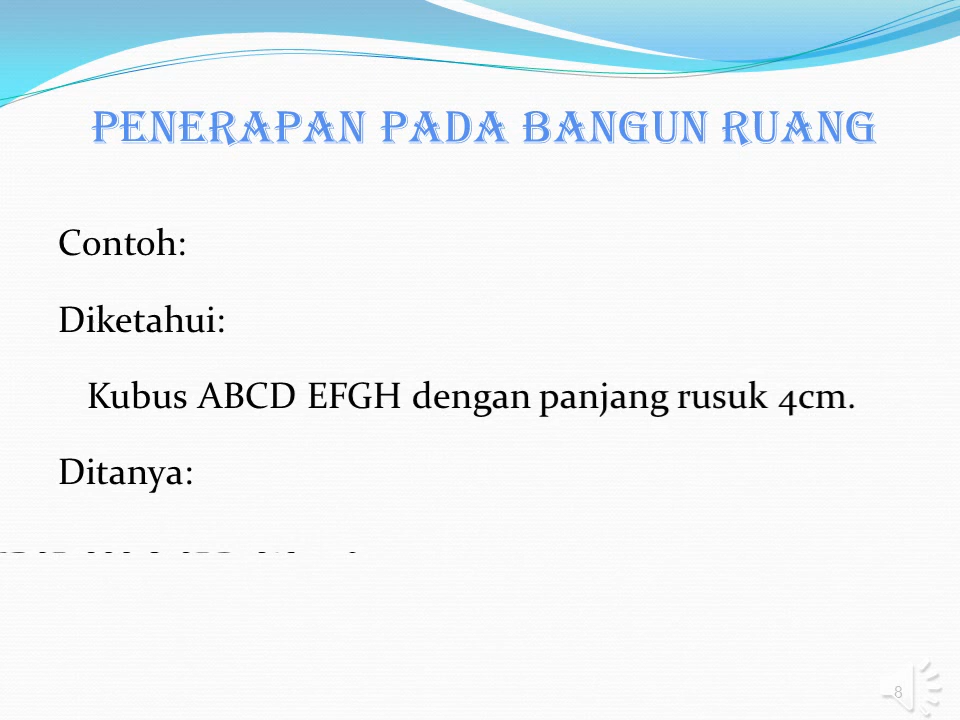 PENERAPAN PADA BANGUN RUANG
Contoh:
Diketahui:
Kubus ABCD EFGH dengan panjang rusuk 4cm.
Ditanya:
8